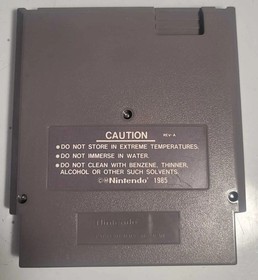 CAUTION REV-A
•DO NOT STORE IN EXTREME TEMPERATURES.
•DO NOT IMMERSE IN WATER.
•DO NOT CLEAN WITH BENZENE, THINNER,
ALCOHOL OR OTHER SUCH SOLVENTS.
©®Nintendo® 1985
Nintendo